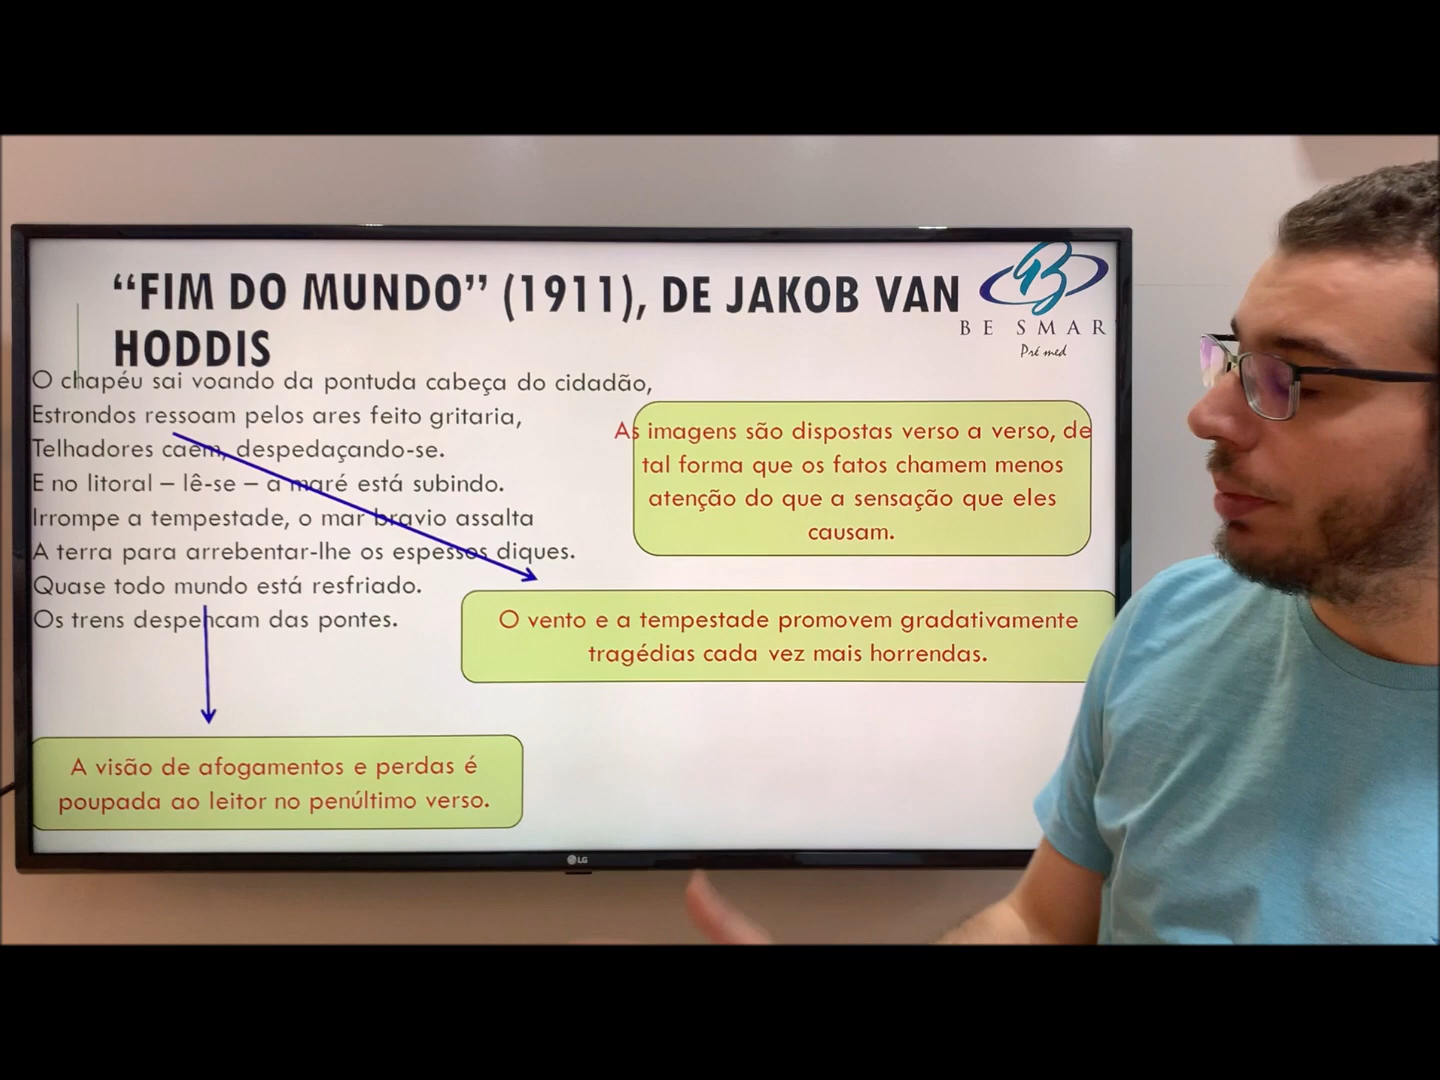 “FIM DO MUNDO” (1911), DE JAKOB VAN
HODDIS
BE SMAR
Pré med
O chapéu sai voando da pontuda cabeça do cidadão,
Estrondos ressoam pelos ares feito gritaria,
Telhadores caem, despedaçando-se.
E no litoral – lê-se – a maré está subindo.
Irrompe a tempestade, o mar bravio assalta
A terra para arrebentar-lhe os espessos diques.
Quase todo mundo está resfriado.
Os trens despencam das pontes.
As imagens são dispostas verso a verso, de
tal forma que os fatos chamem menos
atenção do que a sensação que eles
causam.
O vento e a tempestade promovem gradativamente
tragédias cada vez mais horrendas.
A visão de afogamentos e perdas é
poupada ao leitor no penúltimo verso.
LG